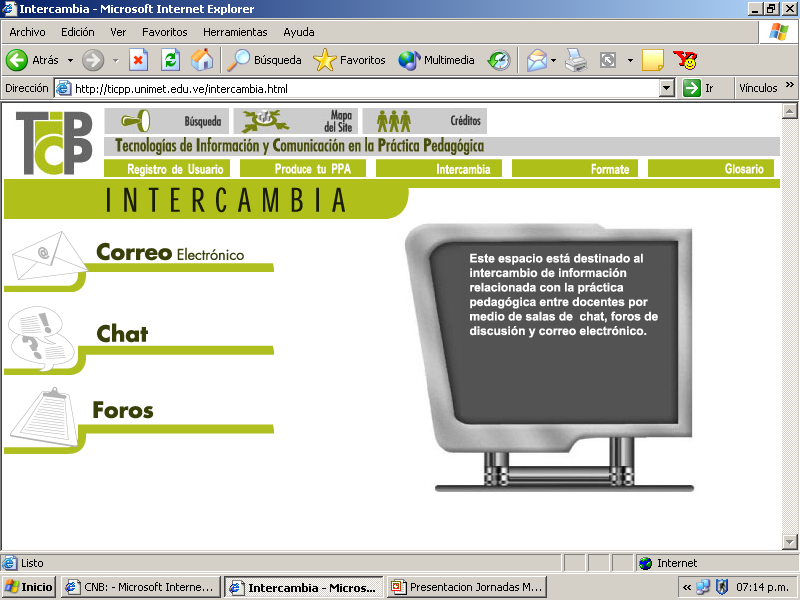 Intercambia - Microsoft Internet Explorer
Archivo Edición Ver Favoritos Herramientas Ayuda
Atrás Búsqueda Favoritos Multimedia
Dirección http://ticpp.unimet.edu.ve/intercambia.html Ir Vínculos »
TICPP
Búsqueda Mapa del Site Créditos
Tecnologías de Información y Comunicación en la Práctica Pedagógica
Registro de Usuario Produce tu PPA Intercambia Formate Glosario
INTERCAMBIA
Correo Electrónico
Chat
Foros
Este espacio está destinado al
intercambio de información
relacionada con la práctica
pedagógica entre docentes por
medio de salas de chat, foros de
discusión y correo electrónico.
Listo Internet
Inicio CNB: - Microsoft Interne... Intercambia - Micros... Presentacion Jornadas M... « 07:14 p.m.